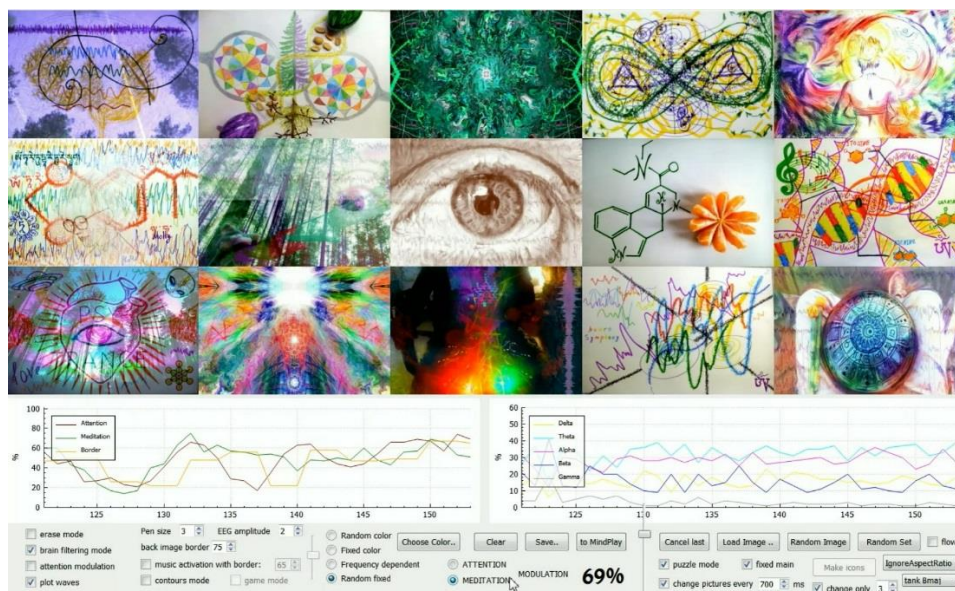 Attention
Meditation
Border
100
80
60
40
20
0
%
125
130
135
140
145
150
Delta
Theta
Alpha
Beta
Gamma
60
50
40
30
20
10
0
%
125
130
135
140
145
150
erase mode
brain filtering mode
attention modulation
plot waves
Pen size 3 EEG amplitude 2
back image border 75
music activation with border: 65
contours mode game mode
Random color
Fixed color
Frequency dependent
Random fixed
Choose Color.. Clear Save.. to MindPlay
ATTENTION
MEDITATION
MODULATION 69%
Cancel last Load Image .. Random Image Random Set flow
puzzle mode fixed main Make icons IgnoreAspectRatio
change pictures every 700 ms change only 3 tank 8maj